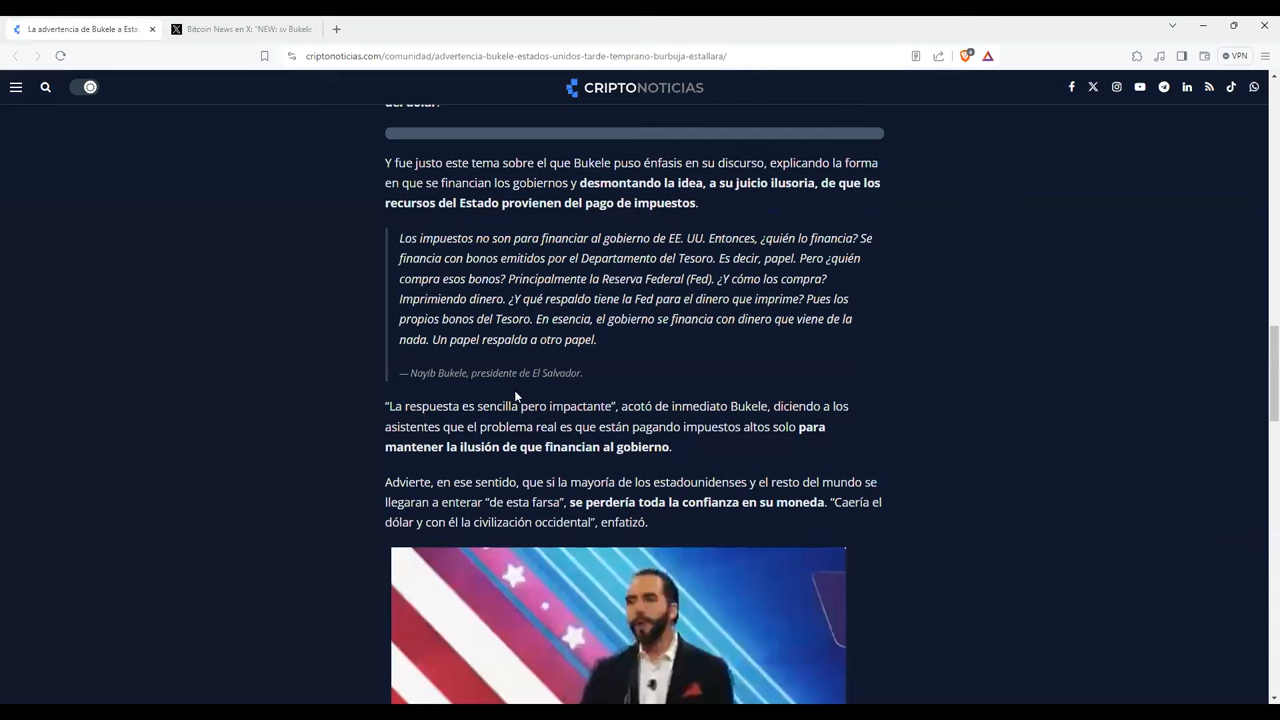 La advertencia de Bukele a Esta
Bitcoin News en X: "NEW: sv Bukele
criptonoticias.com/comunidad/advertencia-bukele-estados-unidos-tarde-temprano-burbuja-estallara/
VPN
CRIPTONOTICIAS
del dólar.
Y fue justo este tema sobre el que Bukele puso énfasis en su discurso, explicando la forma
en que se financian los gobiernos y desmontando la idea, a su juicio ilusoria, de que los
recursos del Estado provienen del pago de impuestos.
Los impuestos no son para financiar al gobierno de EE. UU. Entonces, ¿quién lo financia? Se
financia con bonos emitidos por el Departamento del Tesoro. Es decir, papel. Pero ¿quién
compra esos bonos? Principalmente la Reserva Federal (Fed). ¿Y cómo los compra?
Imprimiendo dinero. ¿Y qué respaldo tiene la Fed para el dinero que imprime? Pues los
propios bonos del Tesoro. En esencia, el gobierno se financia con dinero que viene de la
nada. Un papel respalda a otro papel.
— Nayib Bukele, presidente de El Salvador.
“La respuesta es sencilla pero impactante”, acotó de inmediato Bukele, diciendo a los
asistentes que el problema real es que están pagando impuestos altos solo para
mantener la ilusión de que financian al gobierno.
Advierte, en ese sentido, que si la mayoría de los estadounidenses y el resto del mundo se
llegaran a enterar “de esta farsa”, se perdería toda la confianza en su moneda. “Caería el
dólar y con él la civilización occidental”, enfatizó.